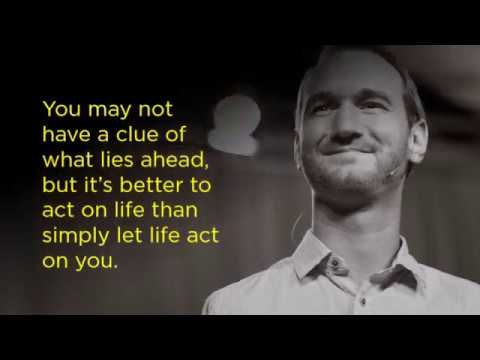 You may not
have a clue of
what lies ahead,
but it's better to
act on life than
simply let life act
on you.